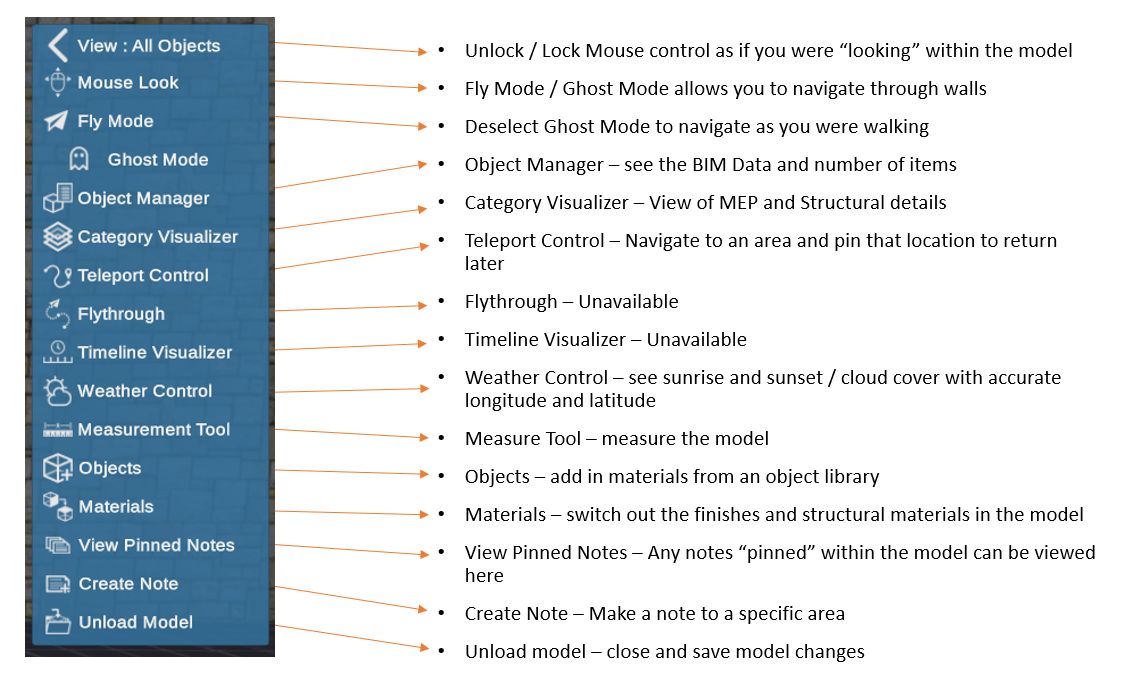 View : All Objects
Mouse Look
Fly Mode
Ghost Mode
Object Manager
Category Visualizer
Teleport Control
Flythrough
Timeline Visualizer
Weather Control
Measurement Tool
Objects
Materials
View Pinned Notes
Create Note
Unload Model
• Unlock / Lock Mouse control as if you were “looking” within the model
• Fly Mode / Ghost Mode allows you to navigate through walls
• Deselect Ghost Mode to navigate as you were walking
• Object Manager – see the BIM Data and number of items
• Category Visualizer – View of MEP and Structural details
• Teleport Control – Navigate to an area and pin that location to return
later
• Flythrough – Unavailable
• Timeline Visualizer – Unavailable
• Weather Control – see sunrise and sunset / cloud cover with accurate
longitude and latitude
• Measure Tool – measure the model
• Objects – add in materials from an object library
• Materials – switch out the finishes and structural materials in the model
• View Pinned Notes – Any notes “pinned” within the model can be viewed
here
• Create Note – Make a note to a specific area
• Unload model – close and save model changes